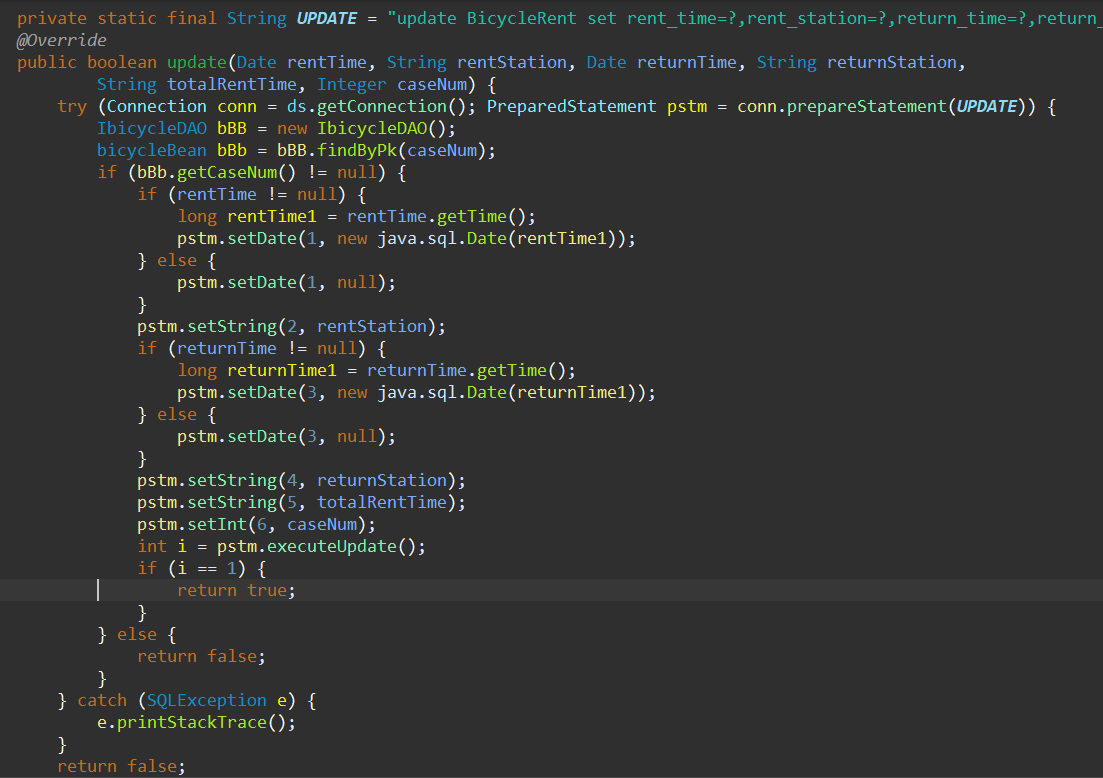 private static final String UPDATE = "update BicycleRent set rent_time=?,rent_station=?,return_time=?,return_
@Override
public boolean update(Date rentTime, String rentStation, Date returnTime, String returnStation,
        String totalRentTime, Integer caseNum) {
    try (Connection conn = ds.getConnection(); PreparedStatement pstm = conn.prepareStatement(UPDATE)) {
        IbicycleDAO bBB = new IbicycleDAO();
        bicycleBean bBb = bBB.findByPk(caseNum);
        if (bBb.getCaseNum() != null) {
            if (rentTime != null) {
                long rentTime1 = rentTime.getTime();
                pstm.setDate(1, new java.sql.Date(rentTime1));
            } else {
                pstm.setDate(1, null);
            }
            pstm.setString(2, rentStation);
            if (returnTime != null) {
                long returnTime1 = returnTime.getTime();
                pstm.setDate(3, new java.sql.Date(returnTime1));
            } else {
                pstm.setDate(3, null);
            }
            pstm.setString(4, returnStation);
            pstm.setString(5, totalRentTime);
            pstm.setInt(6, caseNum);
            int i = pstm.executeUpdate();
            if (i == 1) {
                return true;
            }
        } else {
            return false;
        }
    } catch (SQLException e) {
        e.printStackTrace();
    }
    return false;